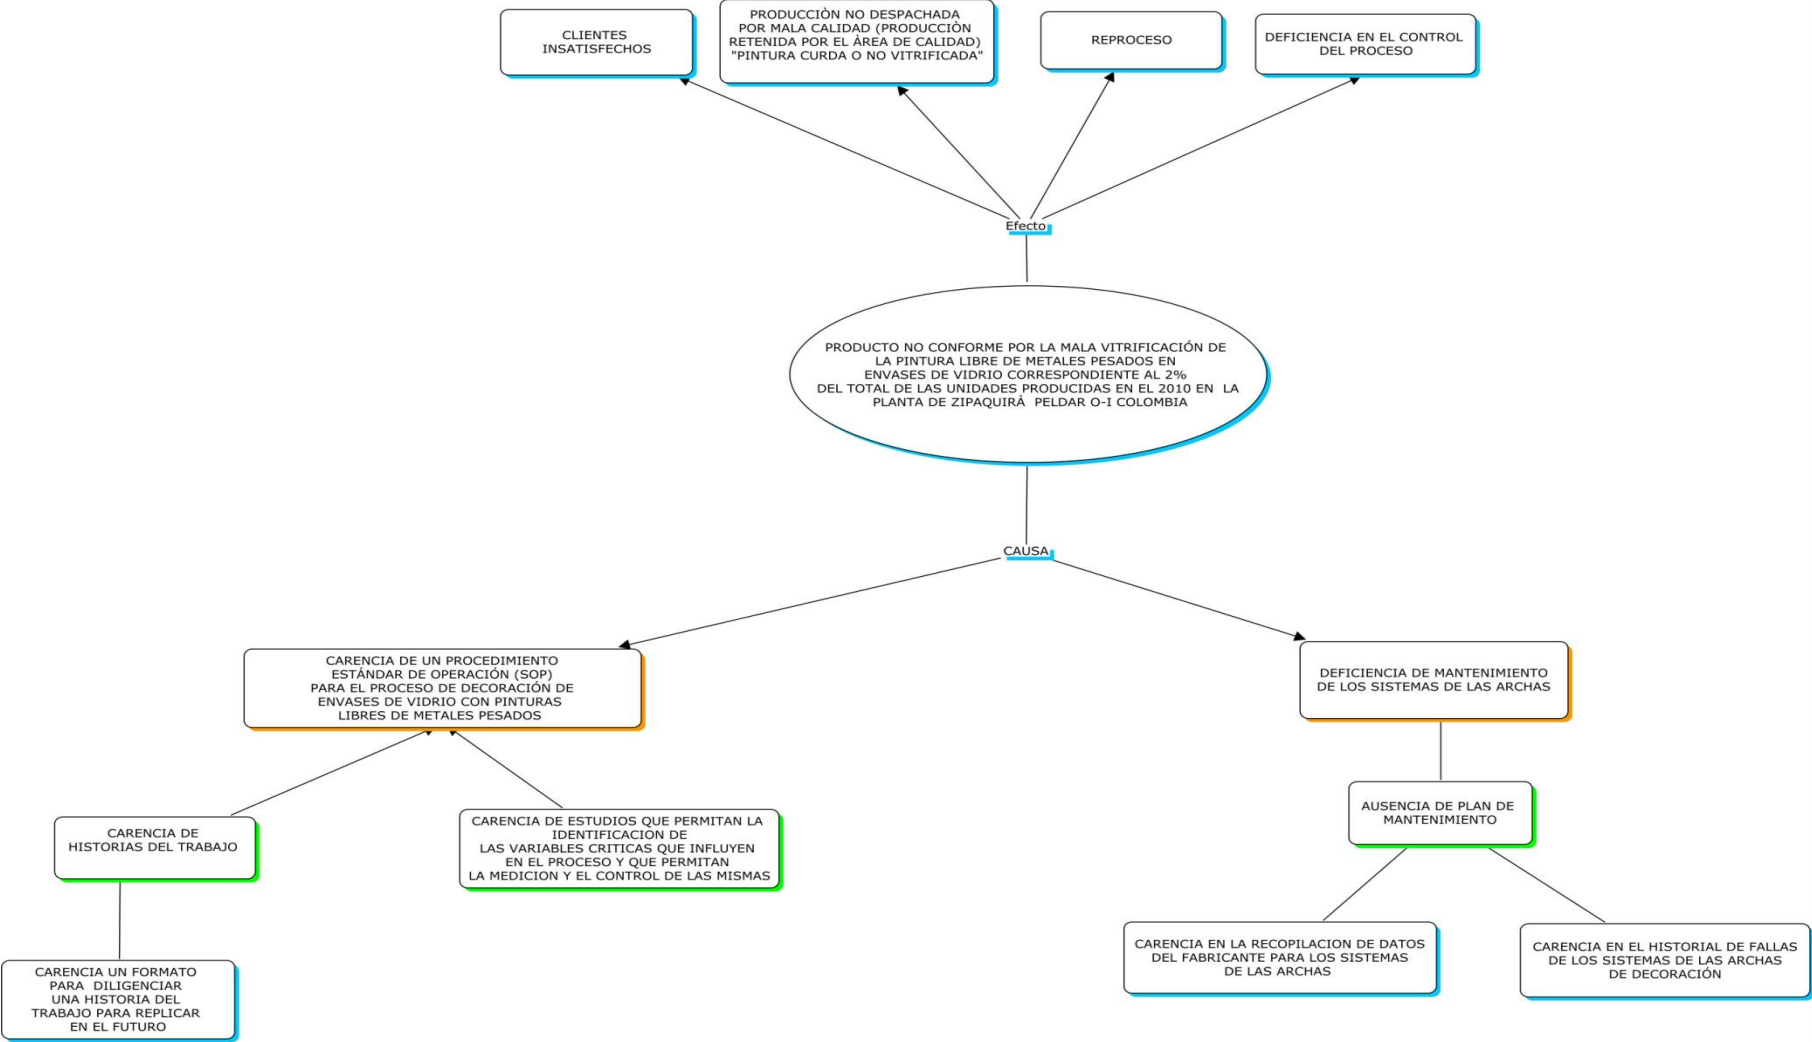 CLIENTES
INSATISFECHOS
PRODUCCIÒN NO DESPACHADA
POR MALA CALIDAD (PRODUCCIÒN
RETENIDA POR EL ÀREA DE CALIDAD)
"PINTURA CURDA O NO VITRIFICADA"
REPROCESO
DEFICIENCIA EN EL CONTROL
DEL PROCESO
Efecto
PRODUCTO NO CONFORME POR LA MALA VITRIFICACIÓN DE
LA PINTURA LIBRE DE METALES PESADOS EN
ENVASES DE VIDRIO CORRESPONDIENTE AL 2%
DEL TOTAL DE LAS UNIDADES PRODUCIDAS EN EL 2010 EN LA
PLANTA DE ZIPAQUIRÀ PELDAR O-I COLOMBIA
CAUSA
CARENCIA DE UN PROCEDIMIENTO
ESTÁNDAR DE OPERACIÓN (SOP)
PARA EL PROCESO DE DECORACIÓN DE
ENVASES DE VIDRIO CON PINTURAS
LIBRES DE METALES PESADOS
DEFICIENCIA DE MANTENIMIENTO
DE LOS SISTEMAS DE LAS ARCHAS
CARENCIA DE
HISTORIAS DEL TRABAJO
CARENCIA DE ESTUDIOS QUE PERMITAN LA
IDENTIFICACION DE
LAS VARIABLES CRITICAS QUE INFLUYEN
EN EL PROCESO Y QUE PERMITAN
LA MEDICION Y EL CONTROL DE LAS MISMAS
AUSENCIA DE PLAN DE
MANTENIMIENTO
CARENCIA UN FORMATO
PARA DILIGENCIAR
UNA HISTORIA DEL
TRABAJO PARA REPLICAR
EN EL FUTURO
CARENCIA EN LA RECOPILACION DE DATOS
DEL FABRICANTE PARA LOS SISTEMAS
DE LAS ARCHAS
CARENCIA EN EL HISTORIAL DE FALLAS
DE LOS SISTEMAS DE LAS ARCHAS
DE DECORACIÓN